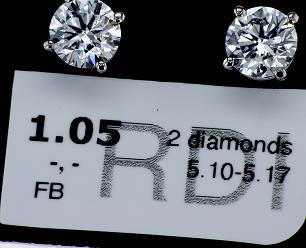 1.05 2 diamonds
-,- 5.10-5.17
FB
RDI